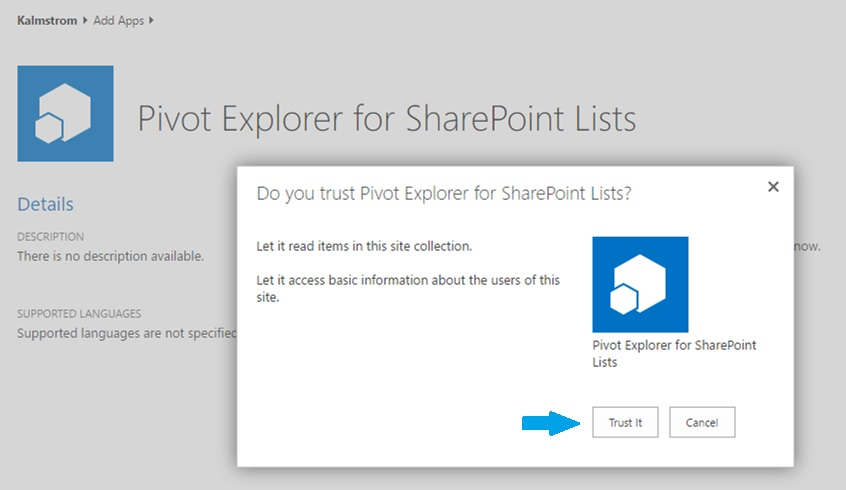 Kalmstrom ▸ Add Apps ▸
Pivot Explorer for SharePoint Lists
Do you trust Pivot Explorer for SharePoint Lists?
Details
DESCRIPTION
There is no description available.
Let it read items in this site collection.
now.
Let it access basic information about the users of this
site.
SUPPORTED LANGUAGES
Supported languages are not specified
Pivot Explorer for SharePoint
Lists
Trust It
Cancel